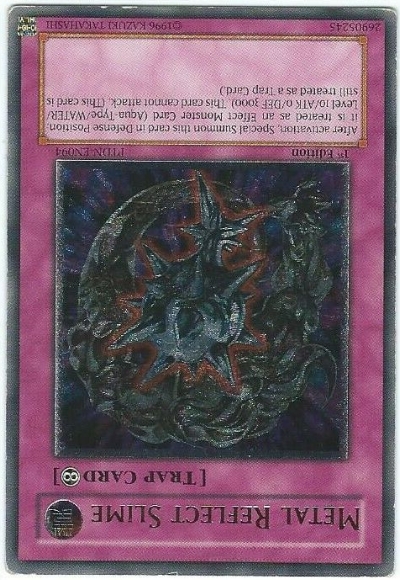 METAL REFLECT SLIME
[TRAP CARD ]
1st Edition PTDN-EN094
After activation, Special Summon this card in Defense Position;
it is treated as an Effect Monster Card (Aqua-Type/WATER/
Level 10/ATK 0/DEF 3000). This card cannot attack. (This card is
still treated as a Trap Card.)
26905245 ©1996 KAZUKI TAKAHASHI